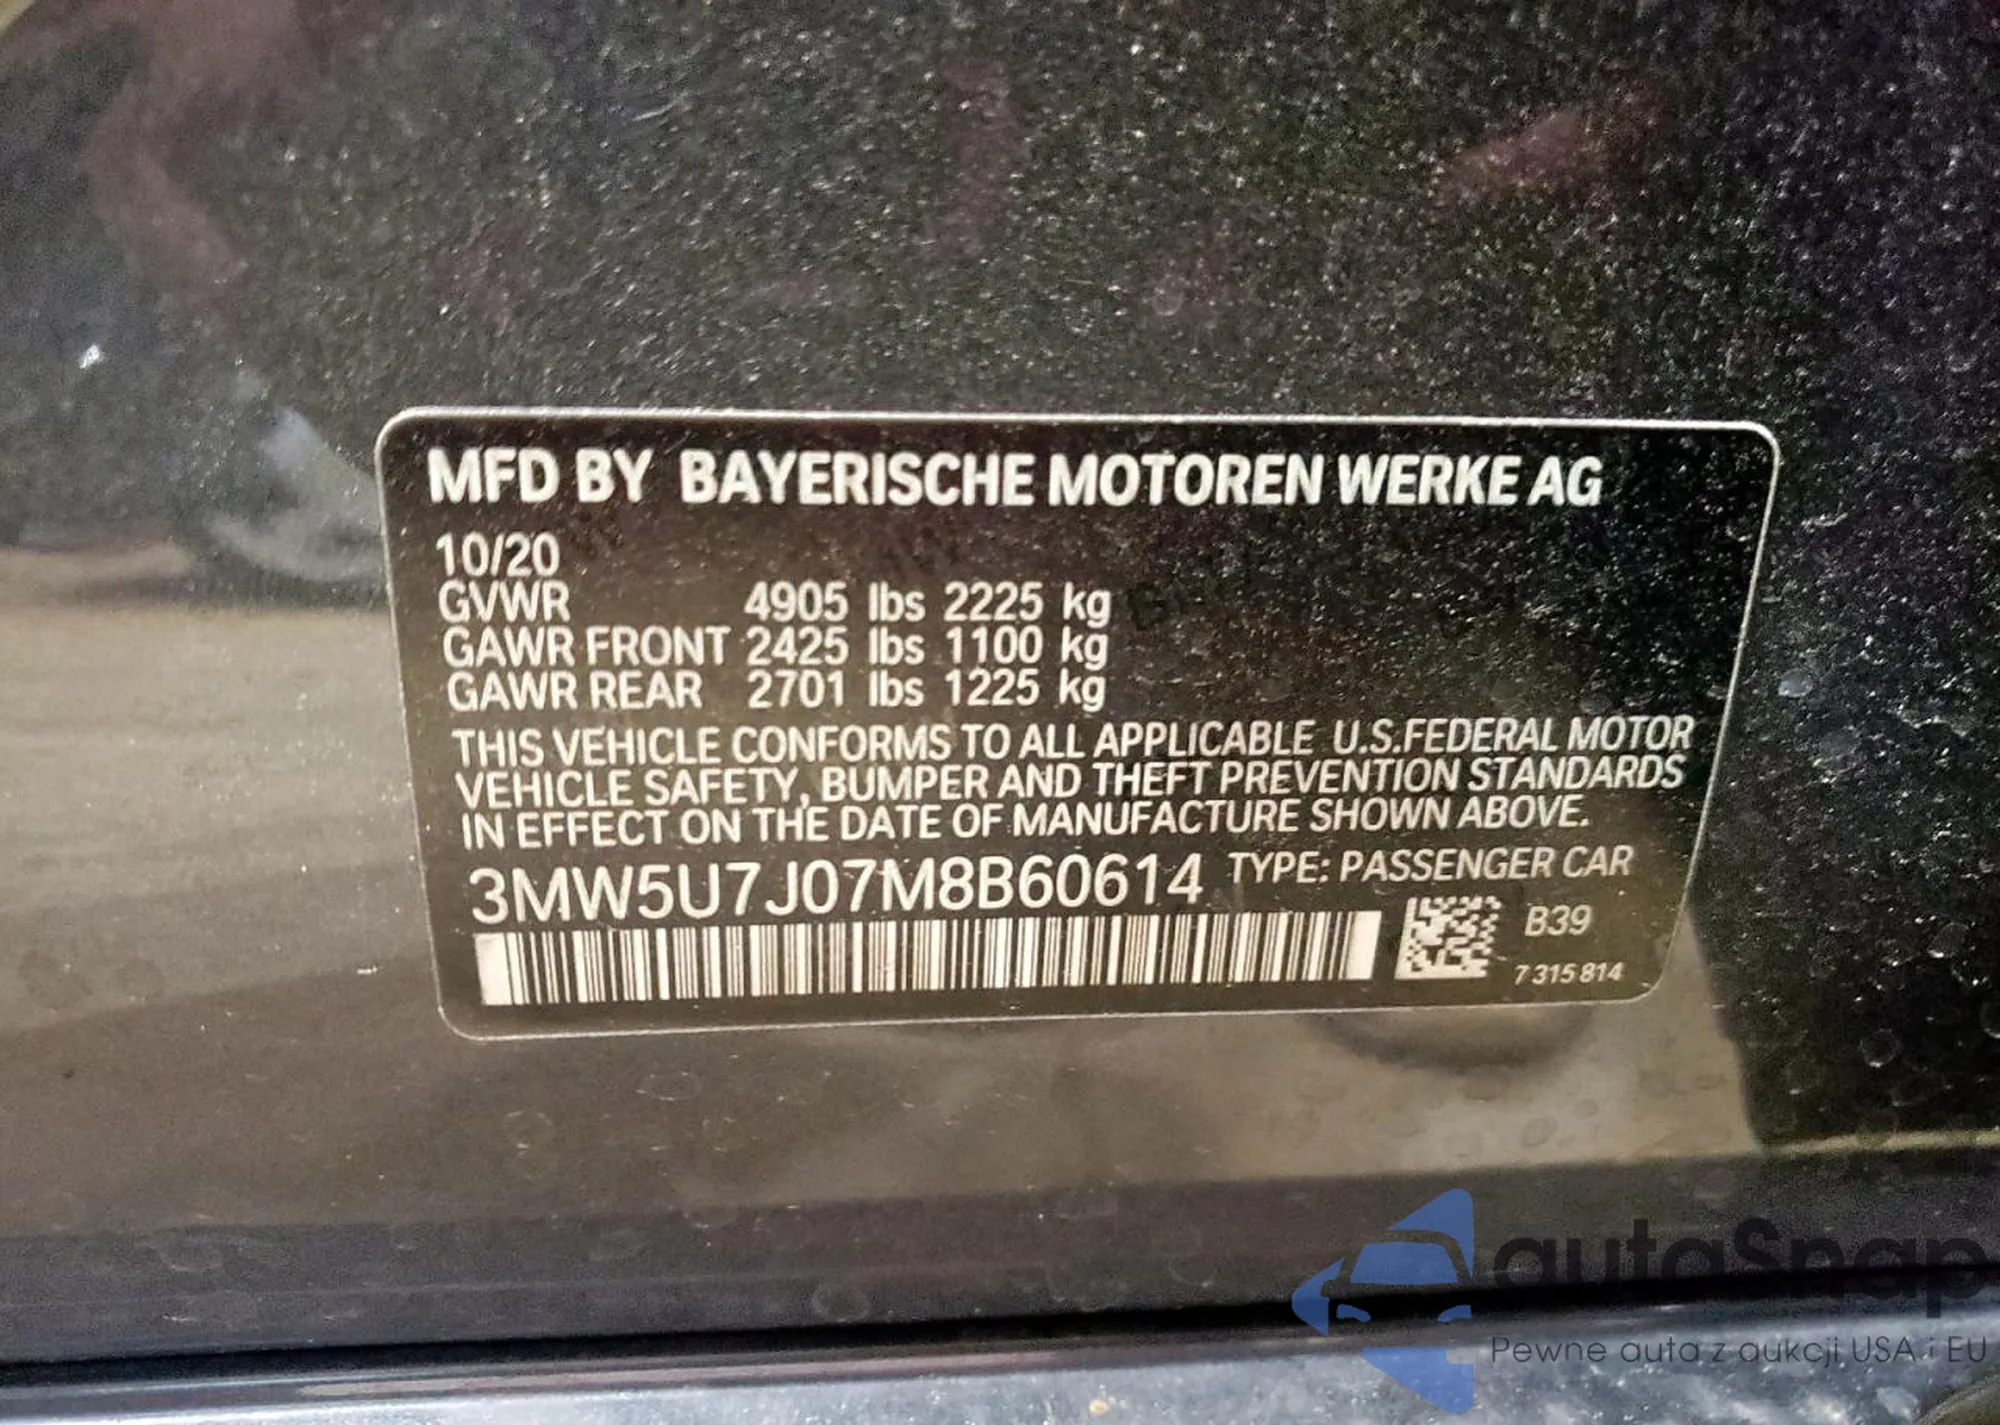 MFD BY BAYERISCHE MOTOREN WERKE AG
10/20
GVWR 4905 lbs 2225 kg
GAWR FRONT 2425 lbs 1100 kg
GAWR REAR 2701 lbs 1225 kg
THIS VEHICLE CONFORMS TO ALL APPLICABLE U.S.FEDERAL MOTOR
VEHICLE SAFETY, BUMPER AND THEFT PREVENTION STANDARDS
IN EFFECT ON THE DATE OF MANUFACTURE SHOWN ABOVE.
3MW5U7J07M8B60614 TYPE: PASSENGER CAR
B39
7 315 814
autaSnap
Pewne auta z aukcji USA i EU